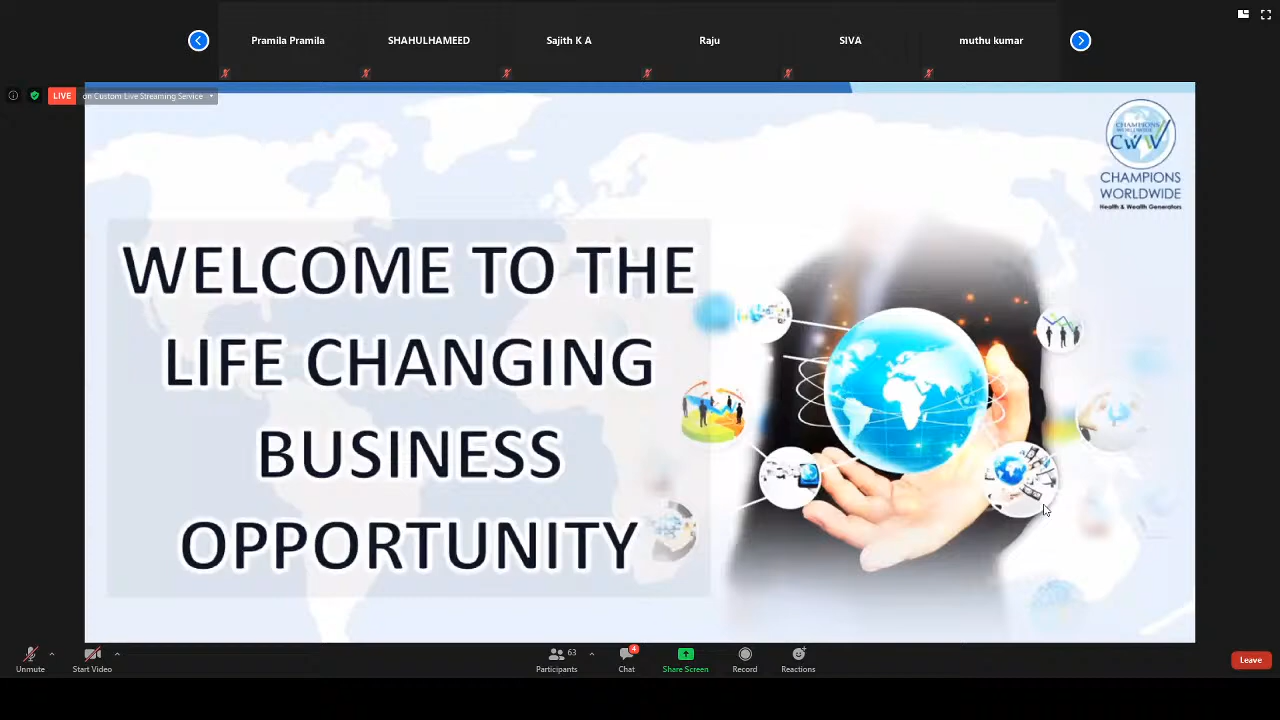 Pramila Pramila
SHAHULHAMEED
Sajith K A
Raju
SIVA
muthu kumar
LIVE on Custom Live Streaming Service
CHAMPIONS
WORLDWIDE
CWW
CHAMPIONS
WORLDWIDE
Health & Wealth Generators
WELCOME TO THE
LIFE CHANGING
BUSINESS
OPPORTUNITY
Unmute
Start Video
63
Participants
4
Chat
Share Screen
Record
Reactions
Leave